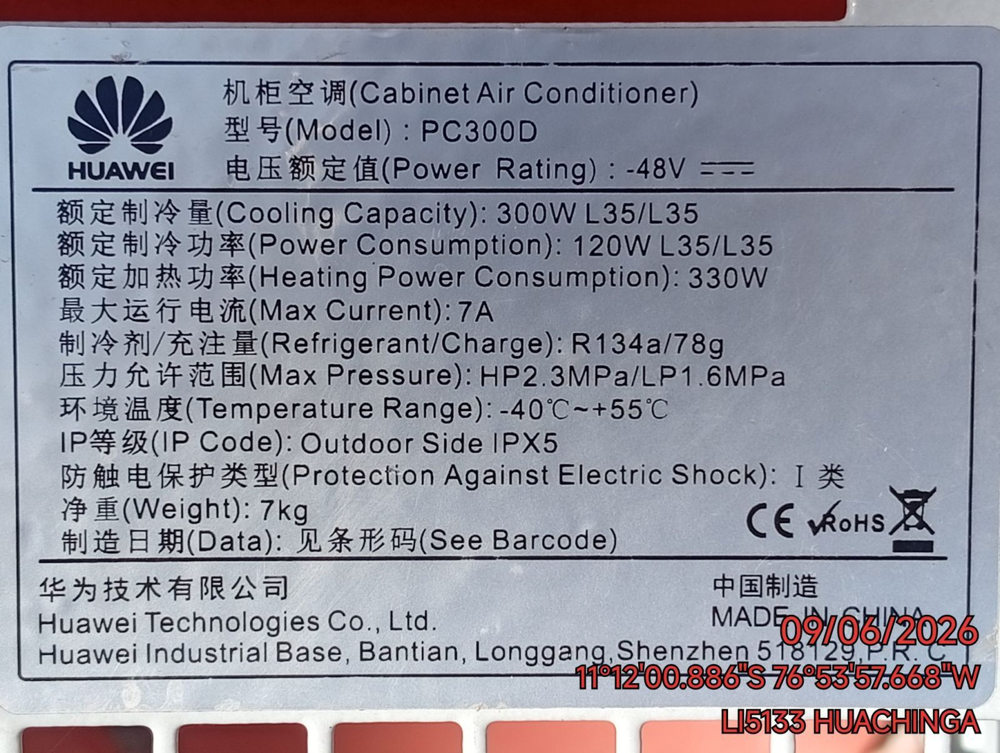 HUAWEI
机柜空调(Cabinet Air Conditioner)
型号(Model) : PC300D
电压额定值(Power Rating) : -48V
额定制冷量(Cooling Capacity): 300W L35/L35
额定制冷功率(Power Consumption): 120W L35/L35
额定加热功率(Heating Power Consumption): 330W
最大运行电流(Max Current): 7A
制冷剂/充注量(Refrigerant/Charge): R134a/78g
压力允许范围(Max Pressure): HP2.3MPa/LP1.6MPa
环境温度(Temperature Range): -40℃~+55℃
IP等级(IP Code): Outdoor Side IPX5
防触电保护类型(Protection Against Electric Shock): I 类
净重(Weight): 7kg
CE RoHS
制造日期(Data): 见条形码(See Barcode)
华为技术有限公司
中国制造
Huawei Technologies Co., Ltd.
MADE IN CHINA
Huawei Industrial Base, Bantian, Longgang,Shenzhen 518129,P.R. C
09/06/2026
11°12'00.886"S 76°53'57.668"W
LI5133 HUACHINGA